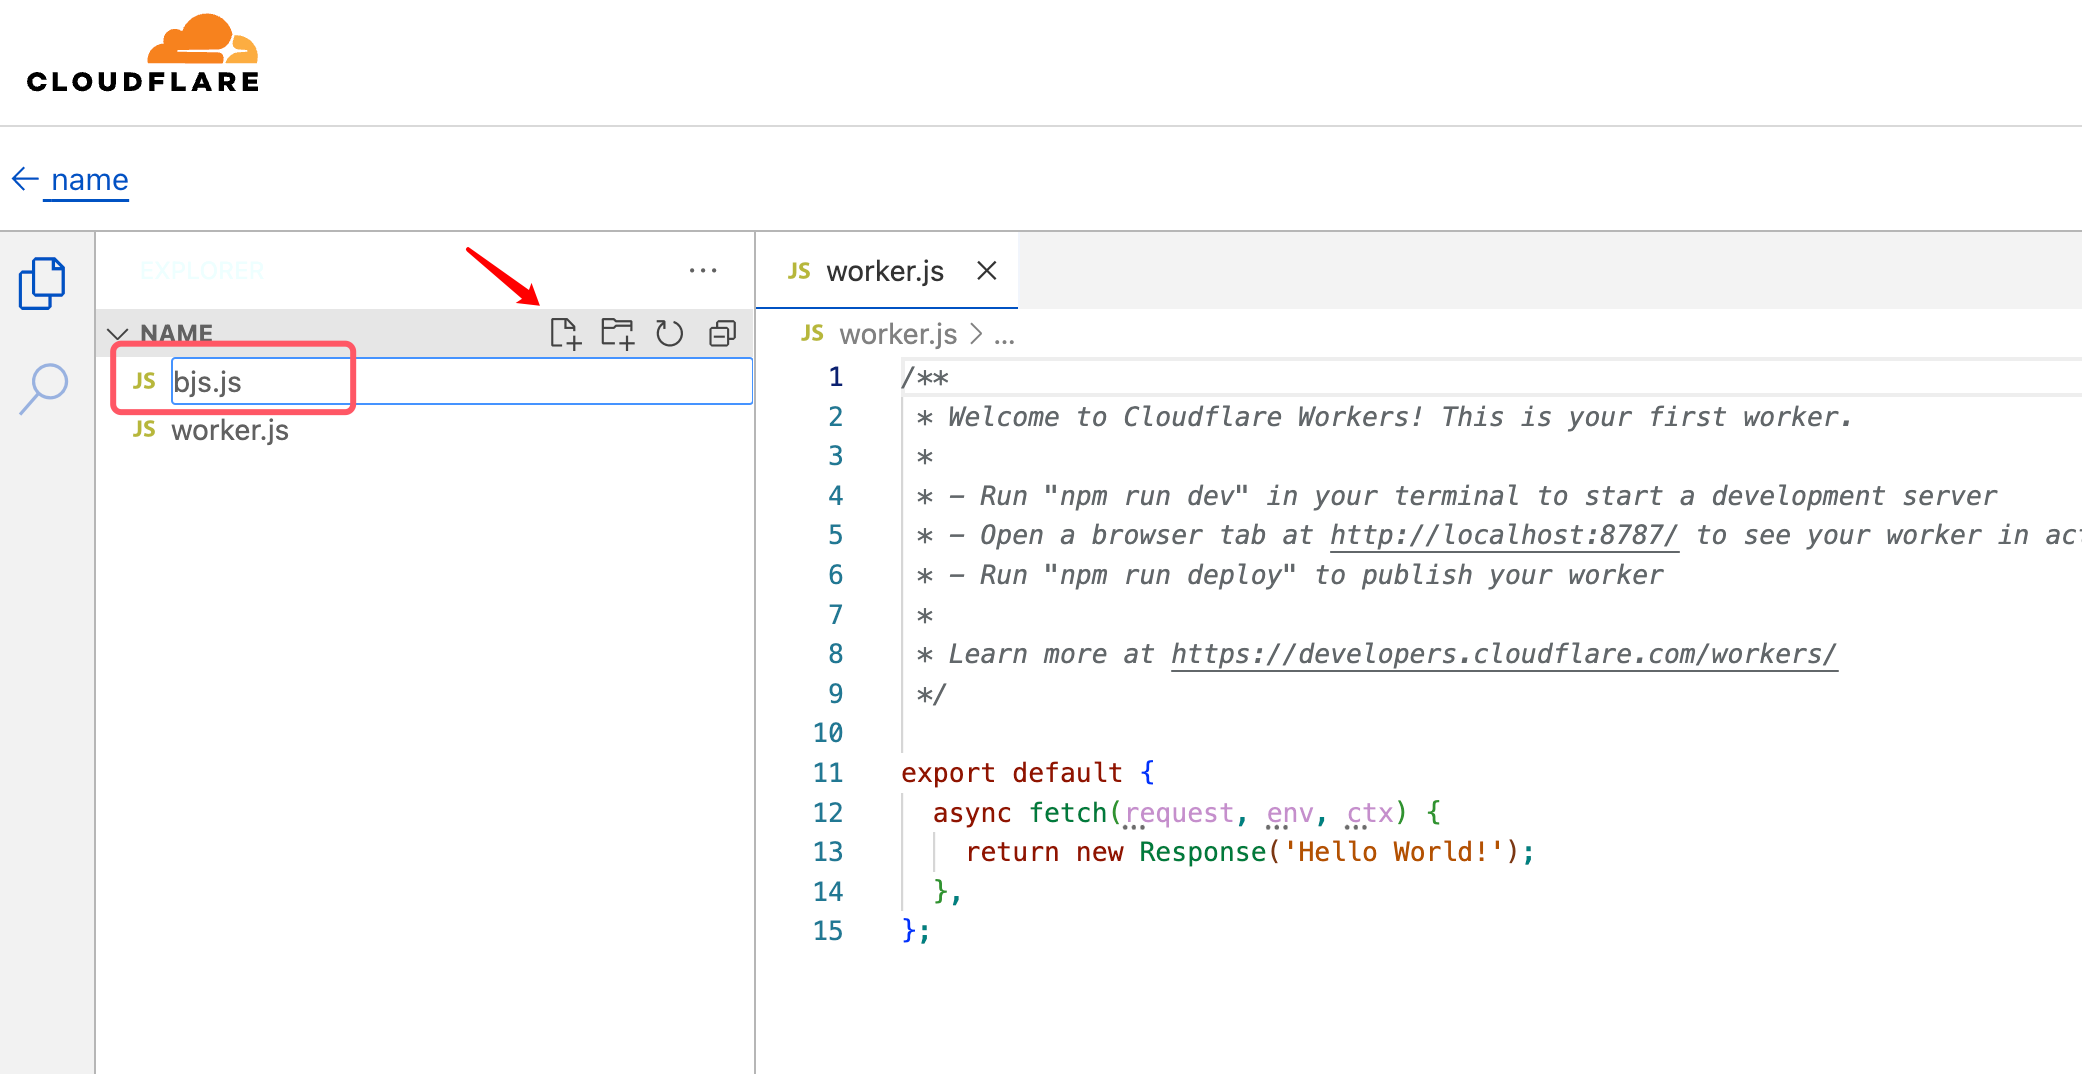 CLOUDFLARE
name
EXPLORER
NAME
JS bjs.js
JS worker.js
JS worker.js
JS worker.js > ...
1 /**
2 * Welcome to Cloudflare Workers! This is your first worker.
3 *
4 * - Run "npm run dev" in your terminal to start a development server
5 * - Open a browser tab at http://localhost:8787/ to see your worker in act
6 * - Run "npm run deploy" to publish your worker
7 *
8 * Learn more at https://developers.cloudflare.com/workers/
9 */
10
11 export default {
12 async fetch(request, env, ctx) {
13 return new Response('Hello World!');
14 },
15 };